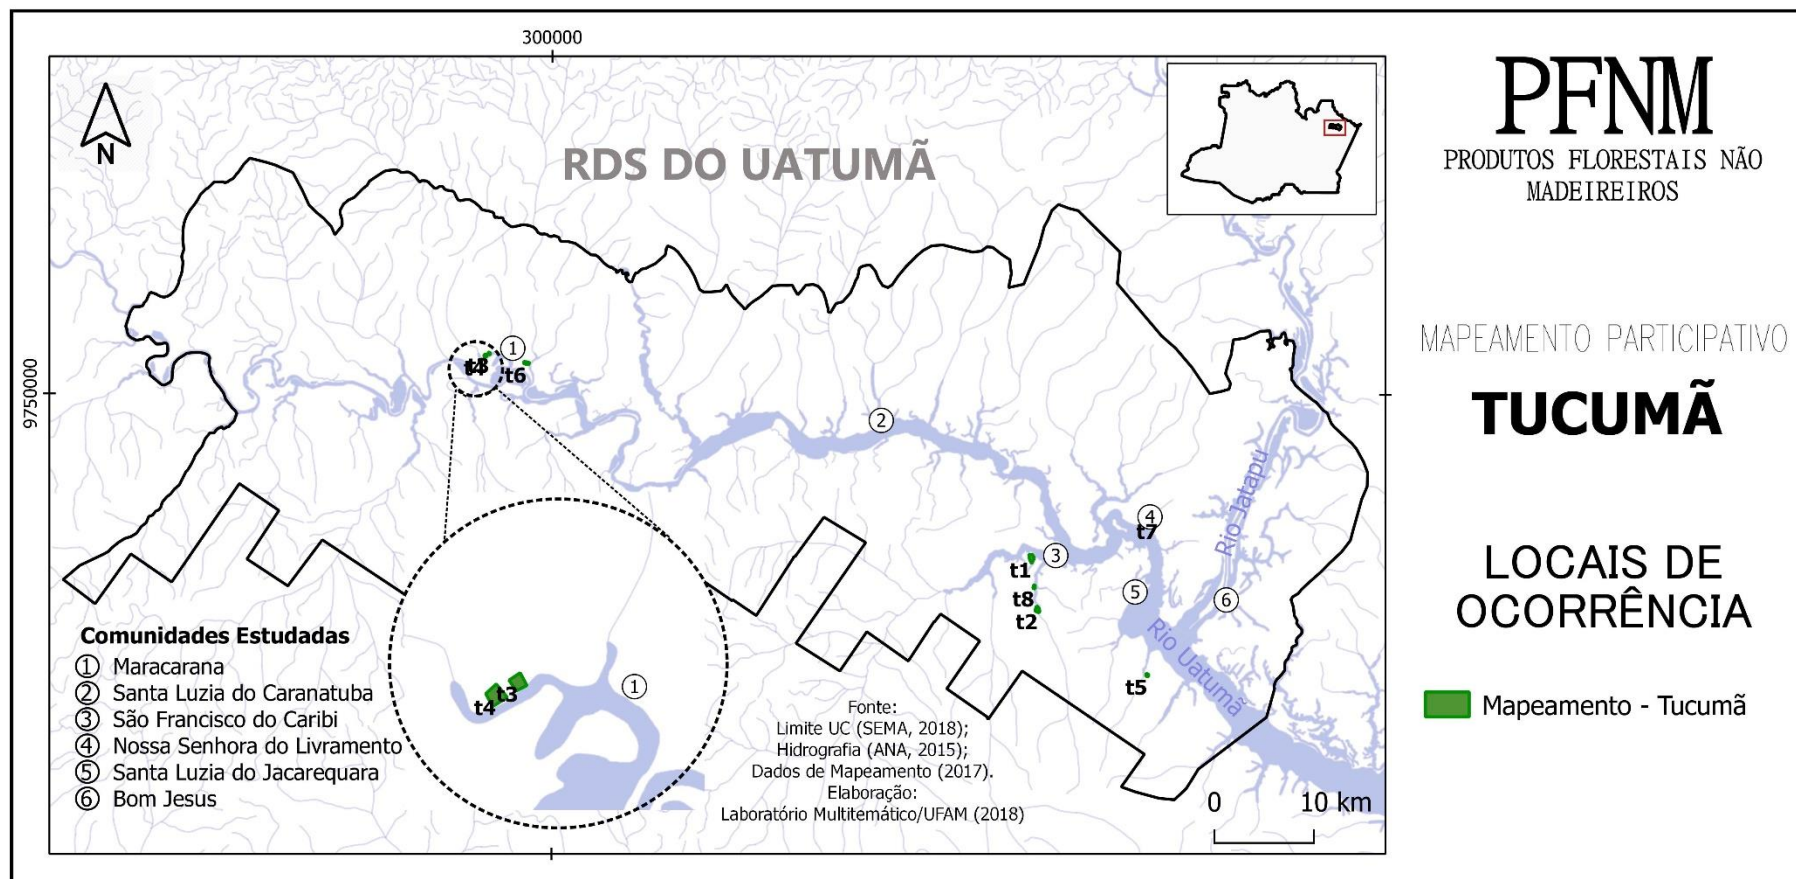 300000
9750000
N
RDS DO UATUMÃ
t3
t4
1
t6
2
3
4
t7
t1
t8
t2
5
6
t5
Rio Jatapu
Rio Uatumã
t3
t4
1
Comunidades Estudadas
1 Maracarana
2 Santa Luzia do Caranatuba
3 São Francisco do Caribi
4 Nossa Senhora do Livramento
5 Santa Luzia do Jacarequara
6 Bom Jesus
Fonte:
Limite UC (SEMA, 2018);
Hidrografia (ANA, 2015);
Dados de Mapeamento (2017).
Elaboração:
Laboratório Multitemático/UFAM (2018)
0 10 km
PFNM
PRODUTOS FLORESTAIS NÃO
MADEIREIROS
MAPEAMENTO PARTICIPATIVO
TUCUMÃ
LOCAIS DE
OCORRÊNCIA
Mapeamento - Tucumã